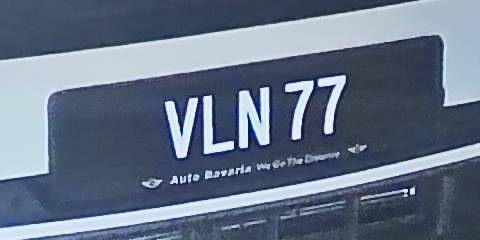 VLN 77
Auto Bavaria We Go The Distance